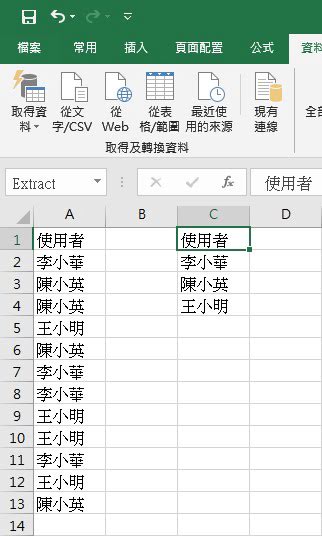 檔案 常用 插入 頁面配置 公式 資料
取得資料 從文字/CSV 從Web 從表格/範圍 最近使用的來源 現有連線 全部
取得及轉換資料
Extract fx 使用者
A B C D
1 使用者 使用者
2 李小華 李小華
3 陳小英 陳小英
4 陳小英 王小明
5 王小明
6 陳小英
7 李小華
8 李小華
9 王小明
10 王小明
11 李小華
12 王小明
13 陳小英
14